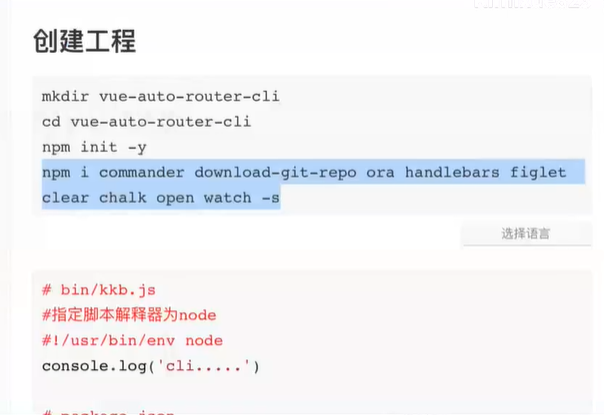 创建工程
mkdir vue-auto-router-cli
cd vue-auto-router-cli
npm init -y
npm i commander download-git-repo ora handlebars figlet
clear chalk open watch -s
选择语言
# bin/kkb.js
#指定脚本解释器为node
#!/usr/bin/env node
console.log('cli.....')
# package.json